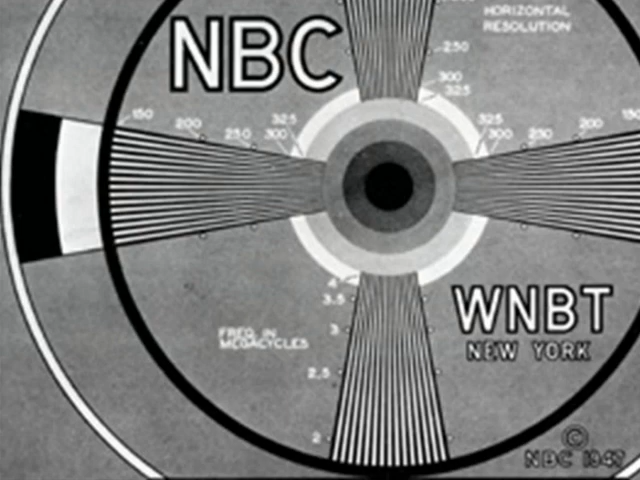 NBC
HORIZONTAL
RESOLUTION
250
300
325
150
200
250
325
300
325
300
250
200
150
4
3.5
3
2.5
2
FREQ. IN
MEGACYCLES
WNBT
NEW YORK
©
NBC 1947